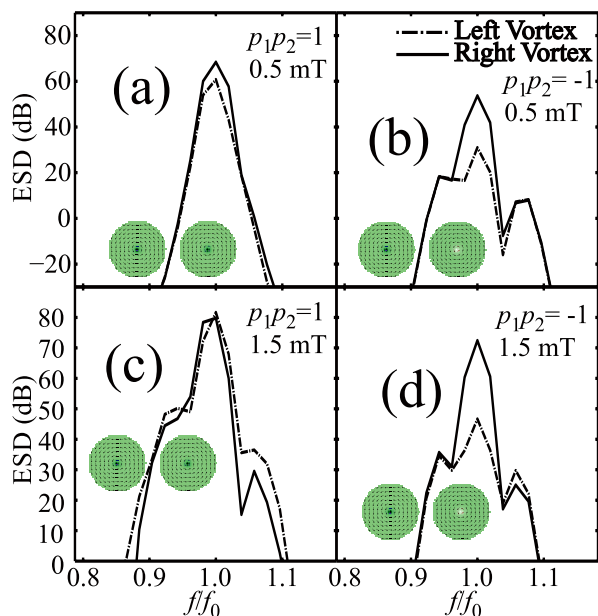 p₁p₂=1
0.5 mT
(a)
Left Vortex
Right Vortex
p₁p₂= -1
0.5 mT
(b)
ESD (dB)
80
60
40
20
0
−20
p₁p₂=1
1.5 mT
(c)
p₁p₂= -1
1.5 mT
(d)
ESD (dB)
80
70
60
50
40
30
20
10
0
0.8 0.9 1.0 1.1 0.8 0.9 1.0 1.1
f/f₀ f/f₀